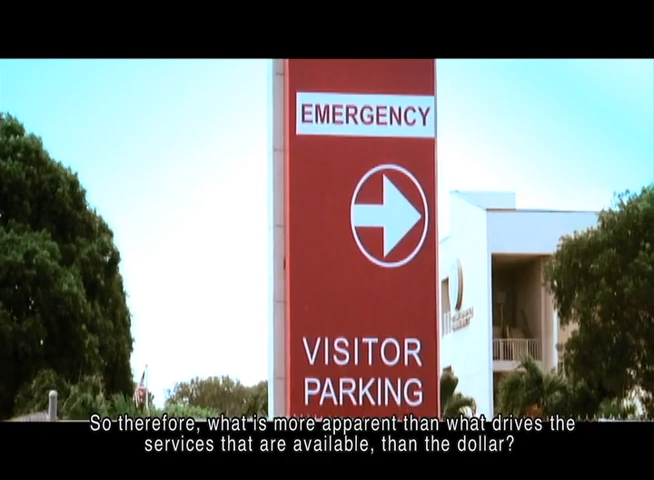 EMERGENCY
VISITOR
PARKING
So therefore, what is more apparent than what drives the
services that are available, than the dollar?